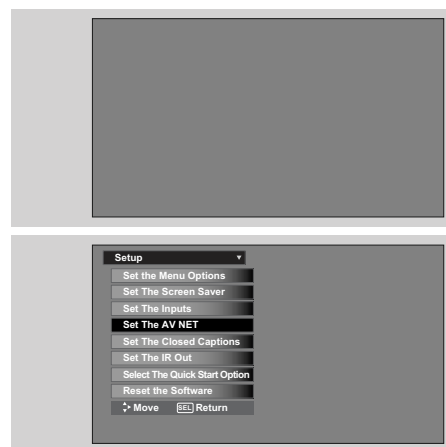 Setup
Set the Menu Options
Set The Screen Saver
Set The Inputs
Set The AV NET
Set The Closed Captions
Set The IR Out
Select The Quick Start Option
Reset the Software
Move SEL Return